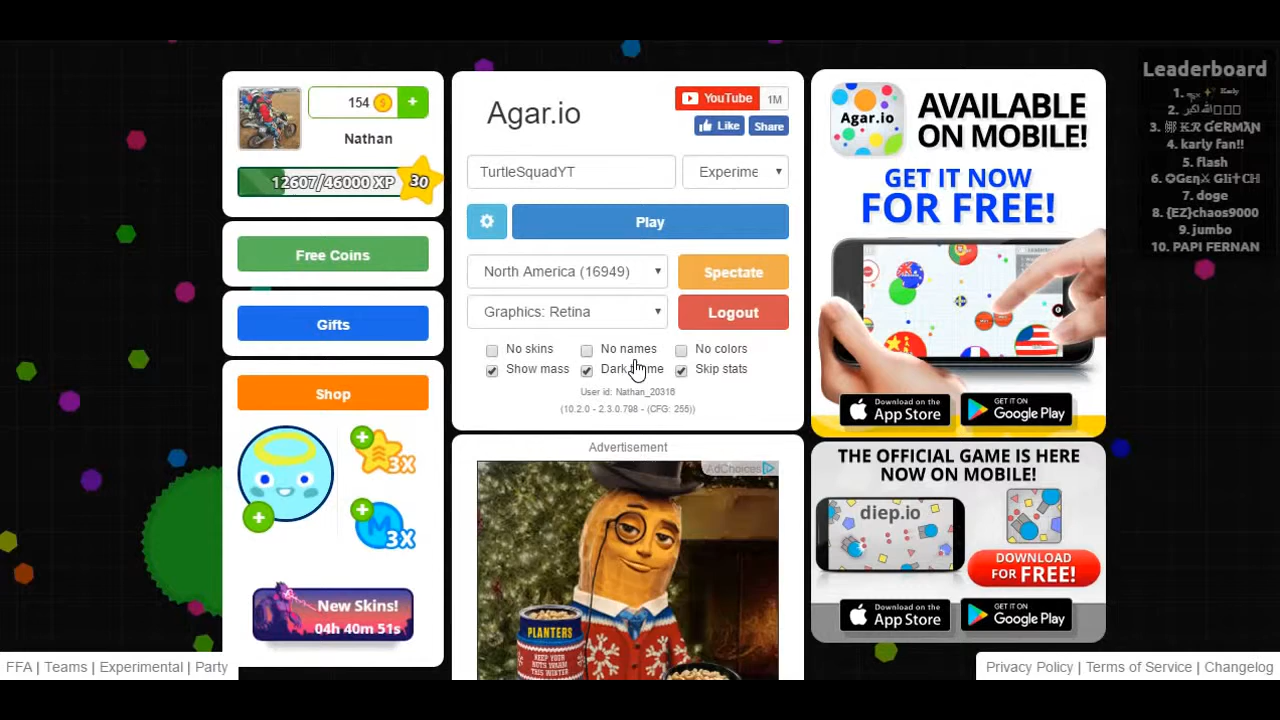 154
Nathan
12607/46000 XP
30
Free Coins
Gifts
Shop
3X
M
3X
New Skins!
04h 40m 51s
FFA | Teams | Experimental | Party
Agar.io
YouTube
1M
Like
Share
TurtleSquadYT
Experime
Play
North America (16949)
Spectate
Graphics: Retina
Logout
No skins
No names
No colors
Show mass
Skip stats
User id: Nathan_20318
(10.2.0 - 2.3.0.798 - (CFG: 255))
Advertisement
AdChoices
PLANTERS
Agar.io
AVAILABLE
ON MOBILE!
GET IT NOW
FOR FREE!
Download on the
App Store
GET IT ON
Google Play
THE OFFICIAL GAME IS HERE
NOW ON MOBILE!
diep.io
DOWNLOAD
FOR FREE!
Download on the
App Store
GET IT ON
Google Play
Leaderboard
1.
2.
3. GERMAN
4. karly fan!!
5. flash
6.
7. doge
8. {EZ}chaos9000
9. jumbo
10. PAPI FERNAN
Privacy Policy | Terms of Service | Changelog